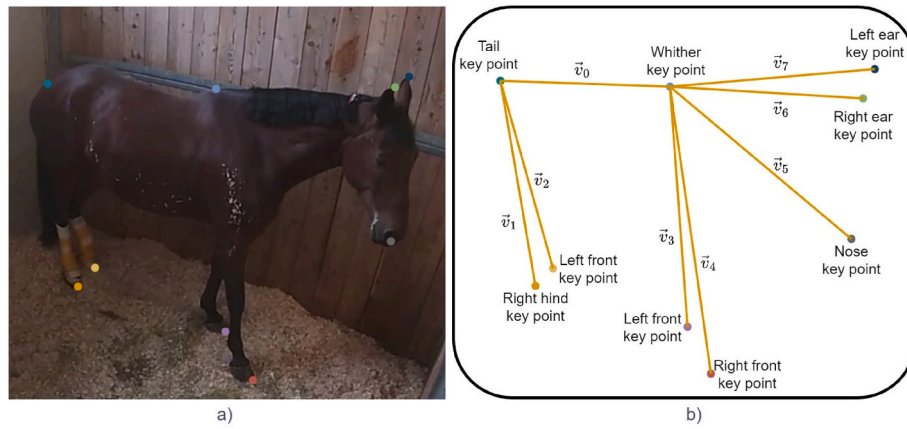 Tail
key point
Whither
key point
Left ear
key point
v⃗₀
v⃗₇
v⃗₆
Right ear
key point
v⃗₅
v⃗₂
v⃗₁
v⃗₃
v⃗₄
Nose
key point
Left front
key point
Right hind
key point
Left front
key point
Right front
key point
a)
b)